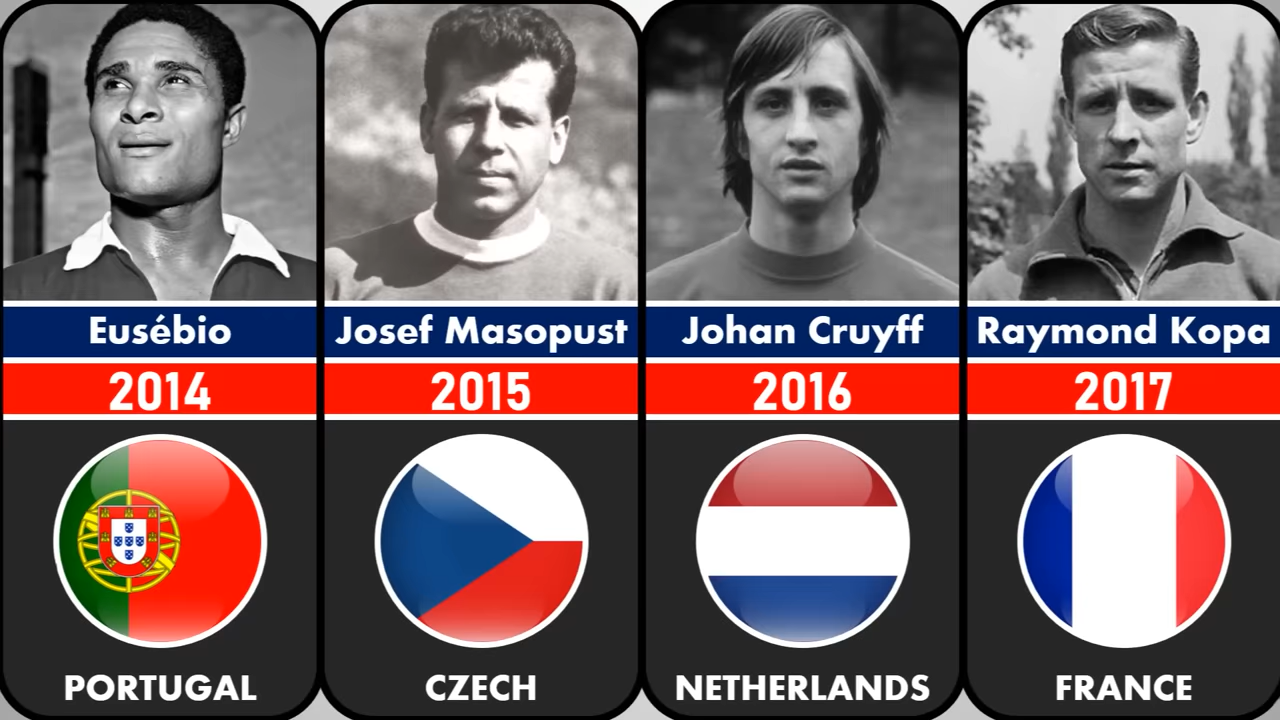 Eusébio
2014
PORTUGAL
Josef Masopust
2015
CZECH
Johan Cruyff
2016
NETHERLANDS
Raymond Kopa
2017
FRANCE